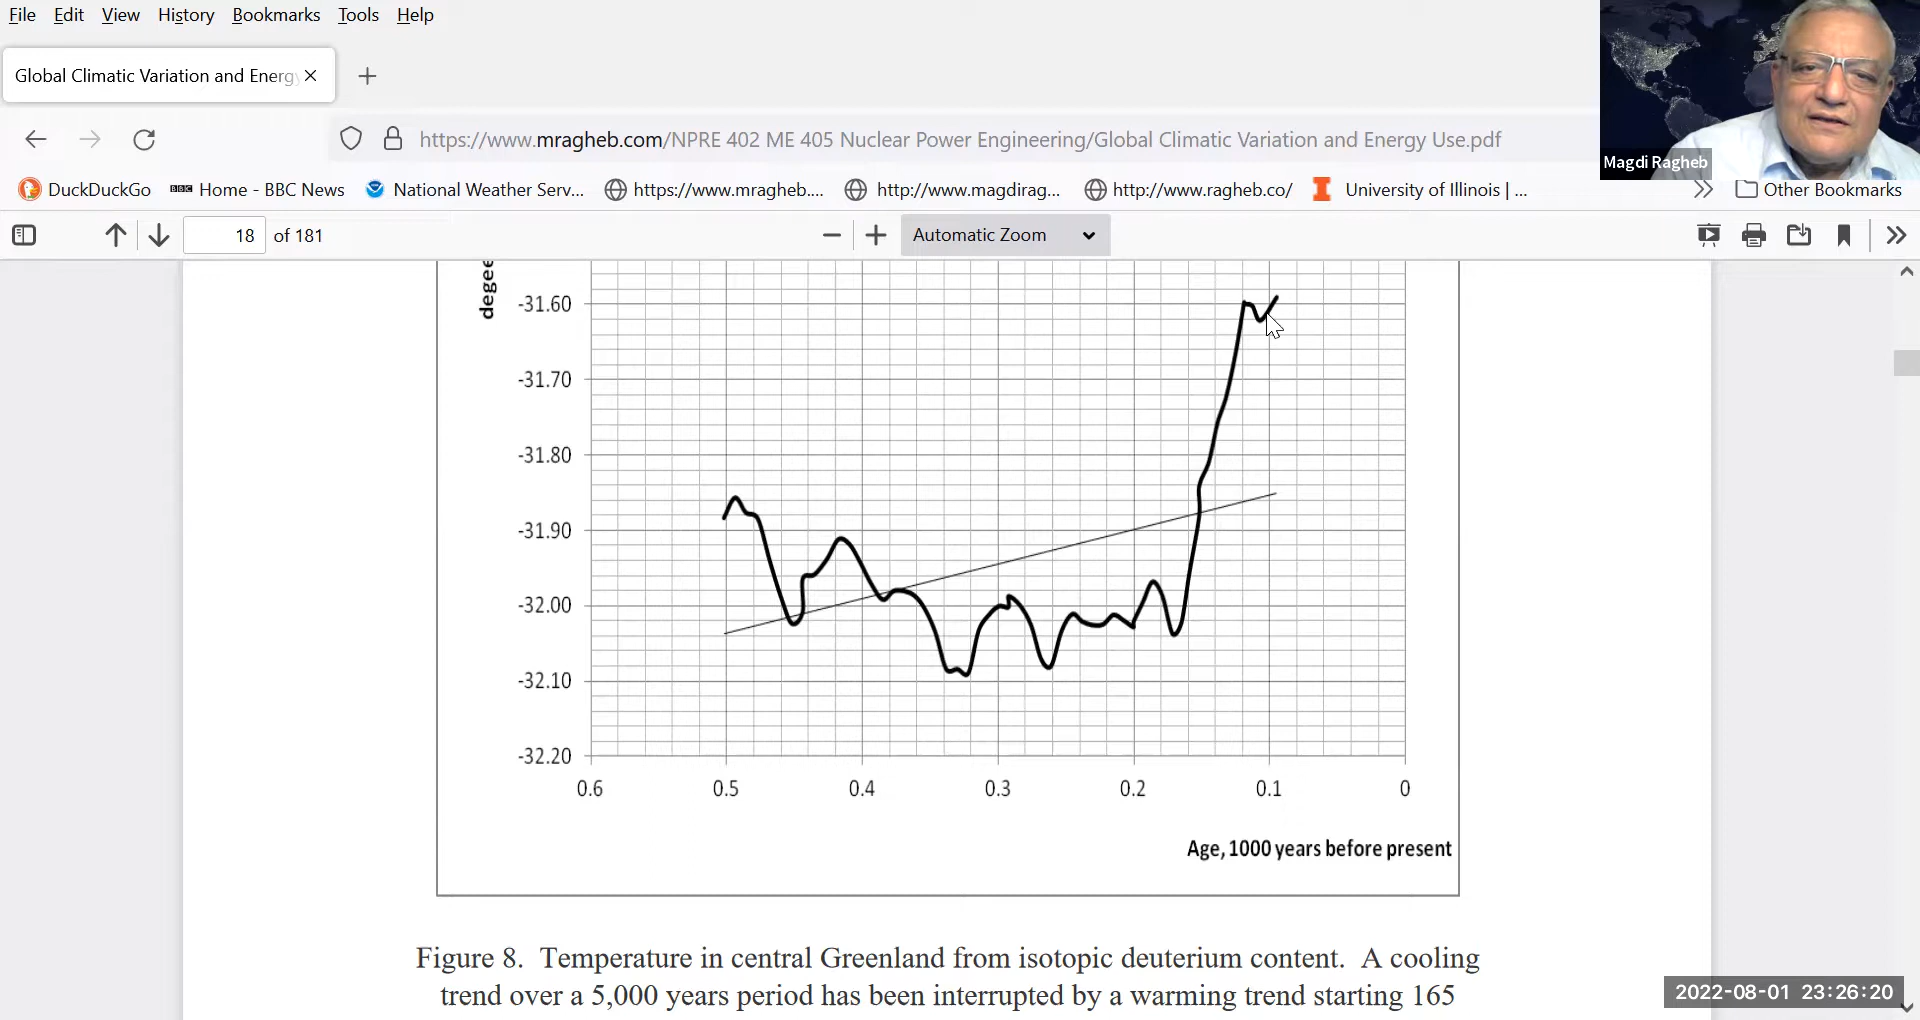 File Edit View History Bookmarks Tools Help
Global Climatic Variation and Energ
https://www.mragheb.com/NPRE 402 ME 405 Nuclear Power Engineering/Global Climatic Variation and Energy Use.pdf
Magdi Ragheb
DuckDuckGo BBC Home - BBC News National Weather Serv... https://www.mragheb.... http://www.magdirag... http://www.ragheb.co/ University of Illinois | ... Other Bookmarks
18 of 181 Automatic Zoom
-31.60
-31.70
-31.80
-31.90
-32.00
-32.10
-32.20
0.6 0.5 0.4 0.3 0.2 0.1 0
Age, 1000 years before present
Figure 8. Temperature in central Greenland from isotopic deuterium content. A cooling
trend over a 5,000 years period has been interrupted by a warming trend starting 165
2022-08-01 23:26:20